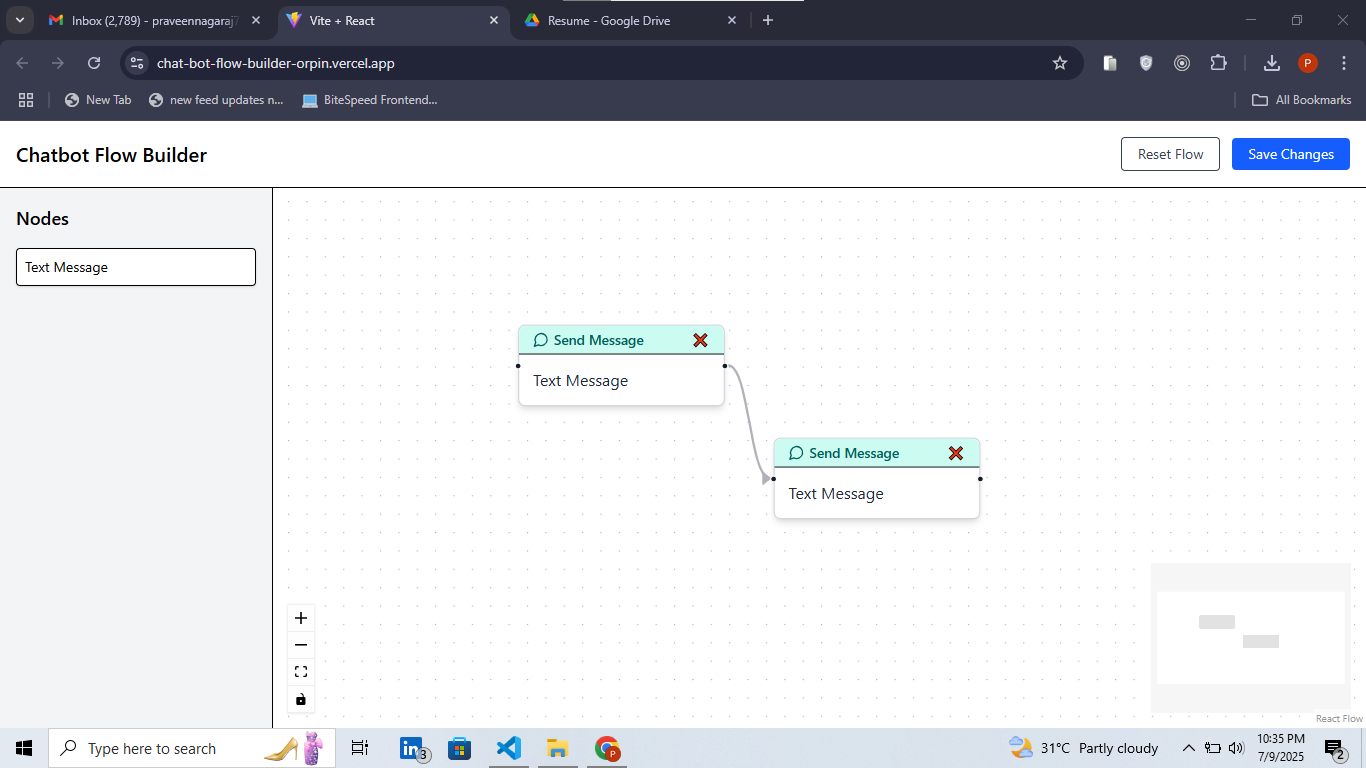 Inbox (2,789) - praveennagaraj7
Vite + React
Resume - Google Drive
chat-bot-flow-builder-orpin.vercel.app
P
New Tab
new feed updates n...
BiteSpeed Frontend...
All Bookmarks
Chatbot Flow Builder
Reset Flow
Save Changes
Nodes
Text Message
Send Message
Text Message
Send Message
Text Message
React Flow
Type here to search
in
3
P
31°C Partly cloudy
10:35 PM
7/9/2025
2